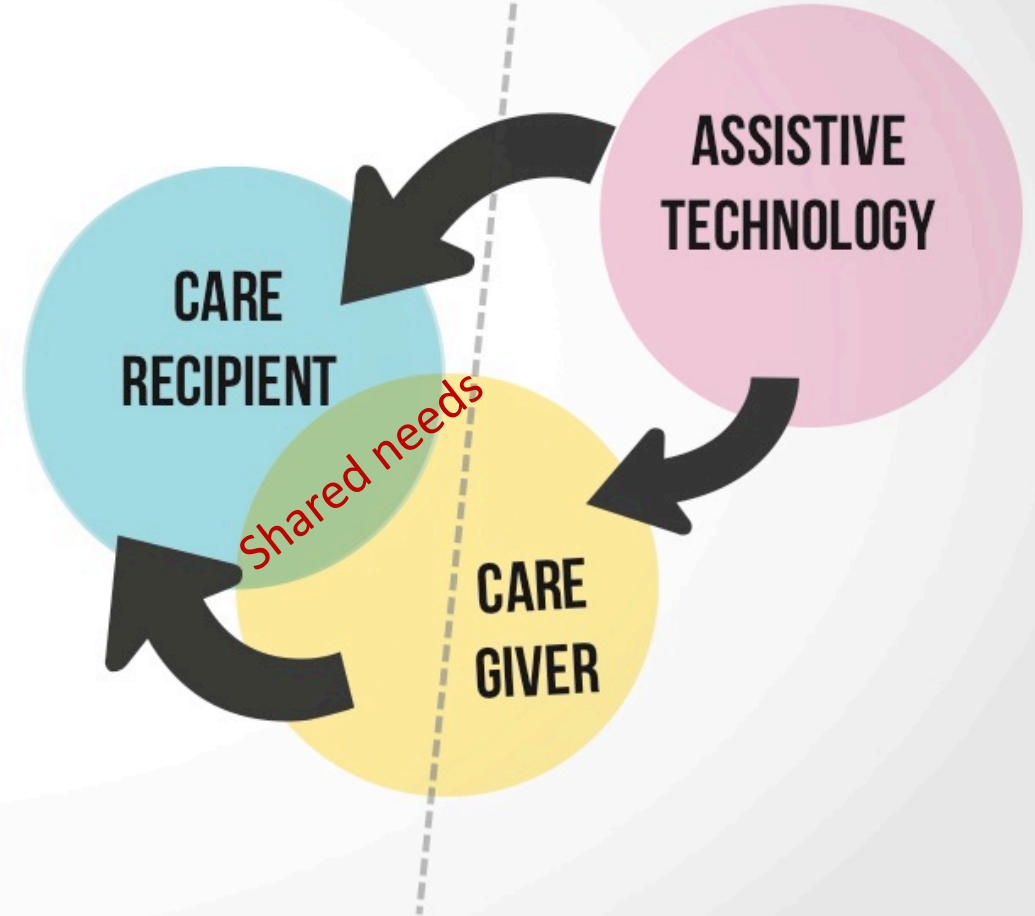 ASSISTIVE
TECHNOLOGY
CARE
RECIPIENT
Shared needs
CARE
GIVER